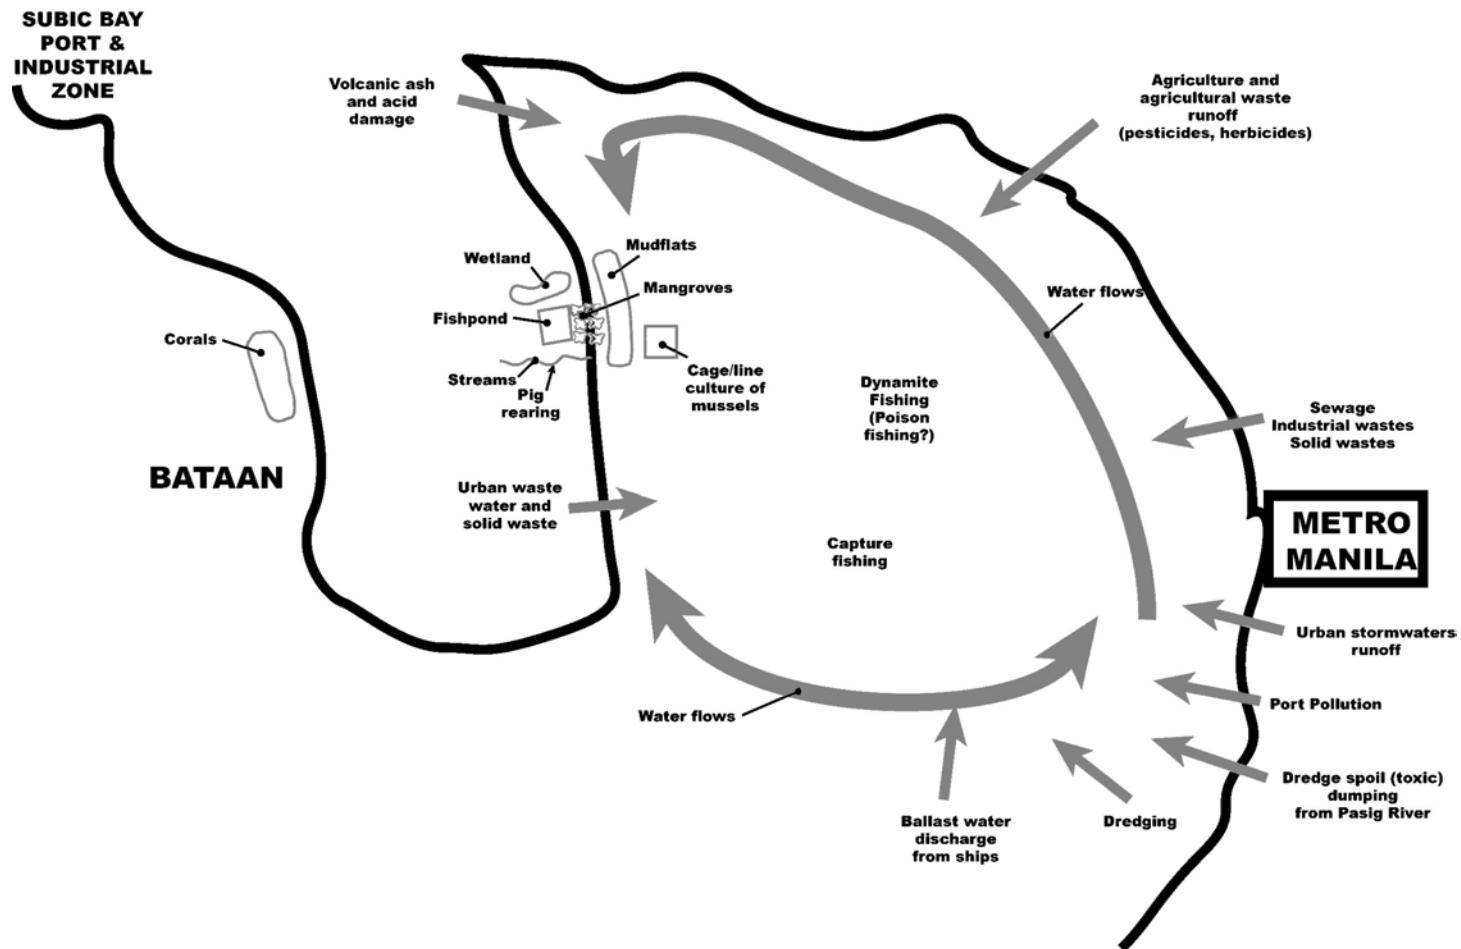 SUBIC BAY
PORT &
INDUSTRIAL
ZONE
Volcanic ash
and acid
damage
Agriculture and
agricultural waste
runoff
(pesticides, herbicides)
Wetland
Mudflats
Mangroves
Fishpond
Corals
Streams
Pig
rearing
Cage/line
culture of
mussels
Water flows
Dynamite
Fishing
(Poison
fishing?)
Sewage
Industrial wastes
Solid wastes
BATAAN
Urban waste
water and
solid waste
Capture
fishing
METRO
MANILA
Urban stormwaters
runoff
Port Pollution
Water flows
Dredge spoil (toxic)
dumping
from Pasig River
Ballast water
discharge
from ships
Dredging